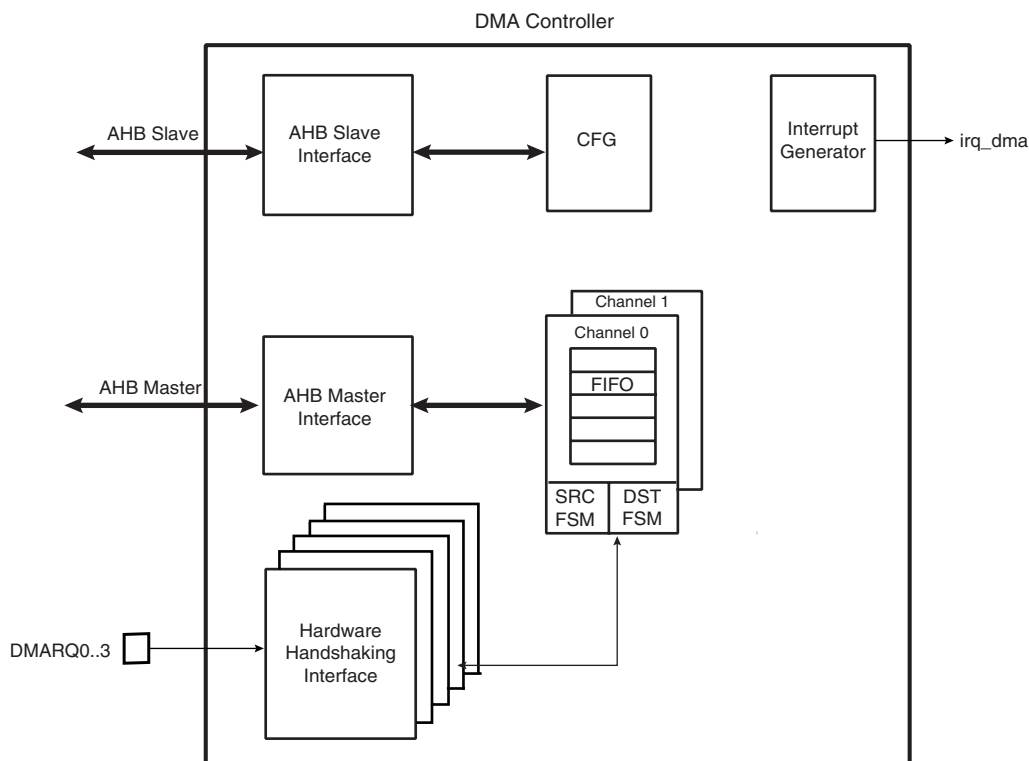 DMA Controller
AHB Slave
AHB Slave
Interface
CFG
Interrupt
Generator
irq_dma
Channel 1
Channel 0
FIFO
AHB Master
AHB Master
Interface
SRC
FSM
DST
FSM
DMARQ0..3
Hardware
Handshaking
Interface